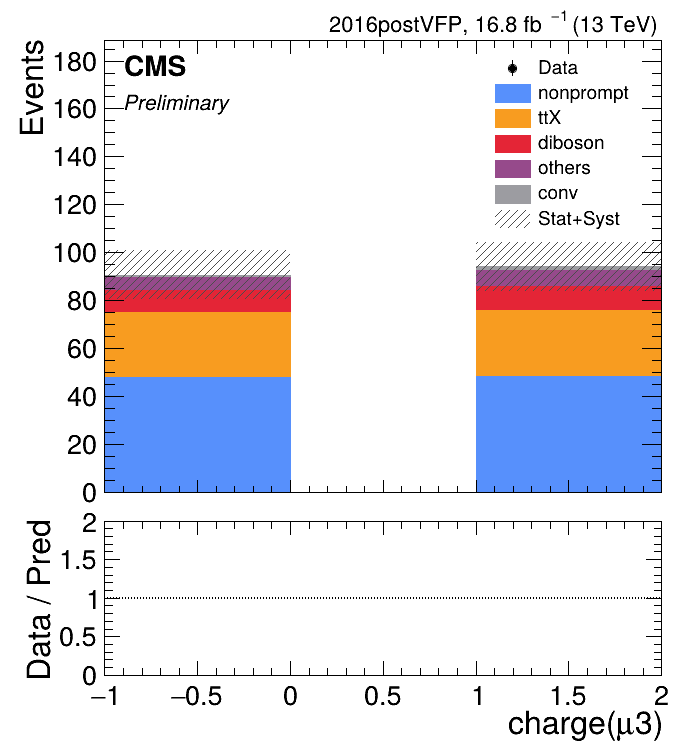 2016postVFP, 16.8 fb ⁻¹ (13 TeV)
Events
180
160
140
120
100
80
60
40
20
0
CMS
Preliminary
Data
nonprompt
ttX
diboson
others
conv
Stat+Syst
Data / Pred
2
1.5
1
0.5
0
−1 −0.5 0 0.5 1 1.5 2
charge(μ3)